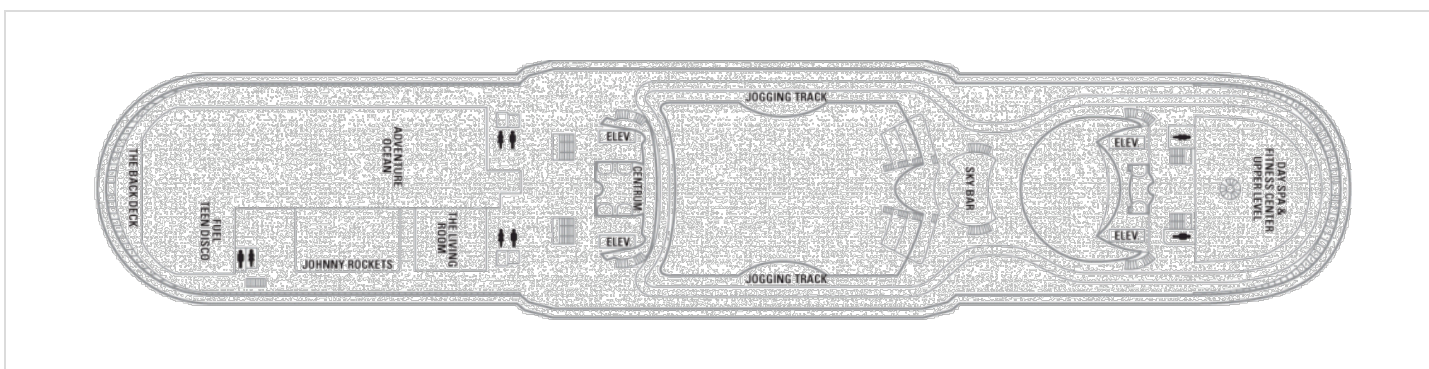 THE BACK DECK
FUEL
TEEN DISCO
ADVENTURE
OCEAN
JOHNNY ROCKETS
THE LIVING
ROOM
ELEV
CENTRUM
ELEV
JOGGING TRACK
JOGGING TRACK
SKY BAR
ELEV
ELEV
DAY SPA &
FITNESS CENTER
UPPER LEVEL